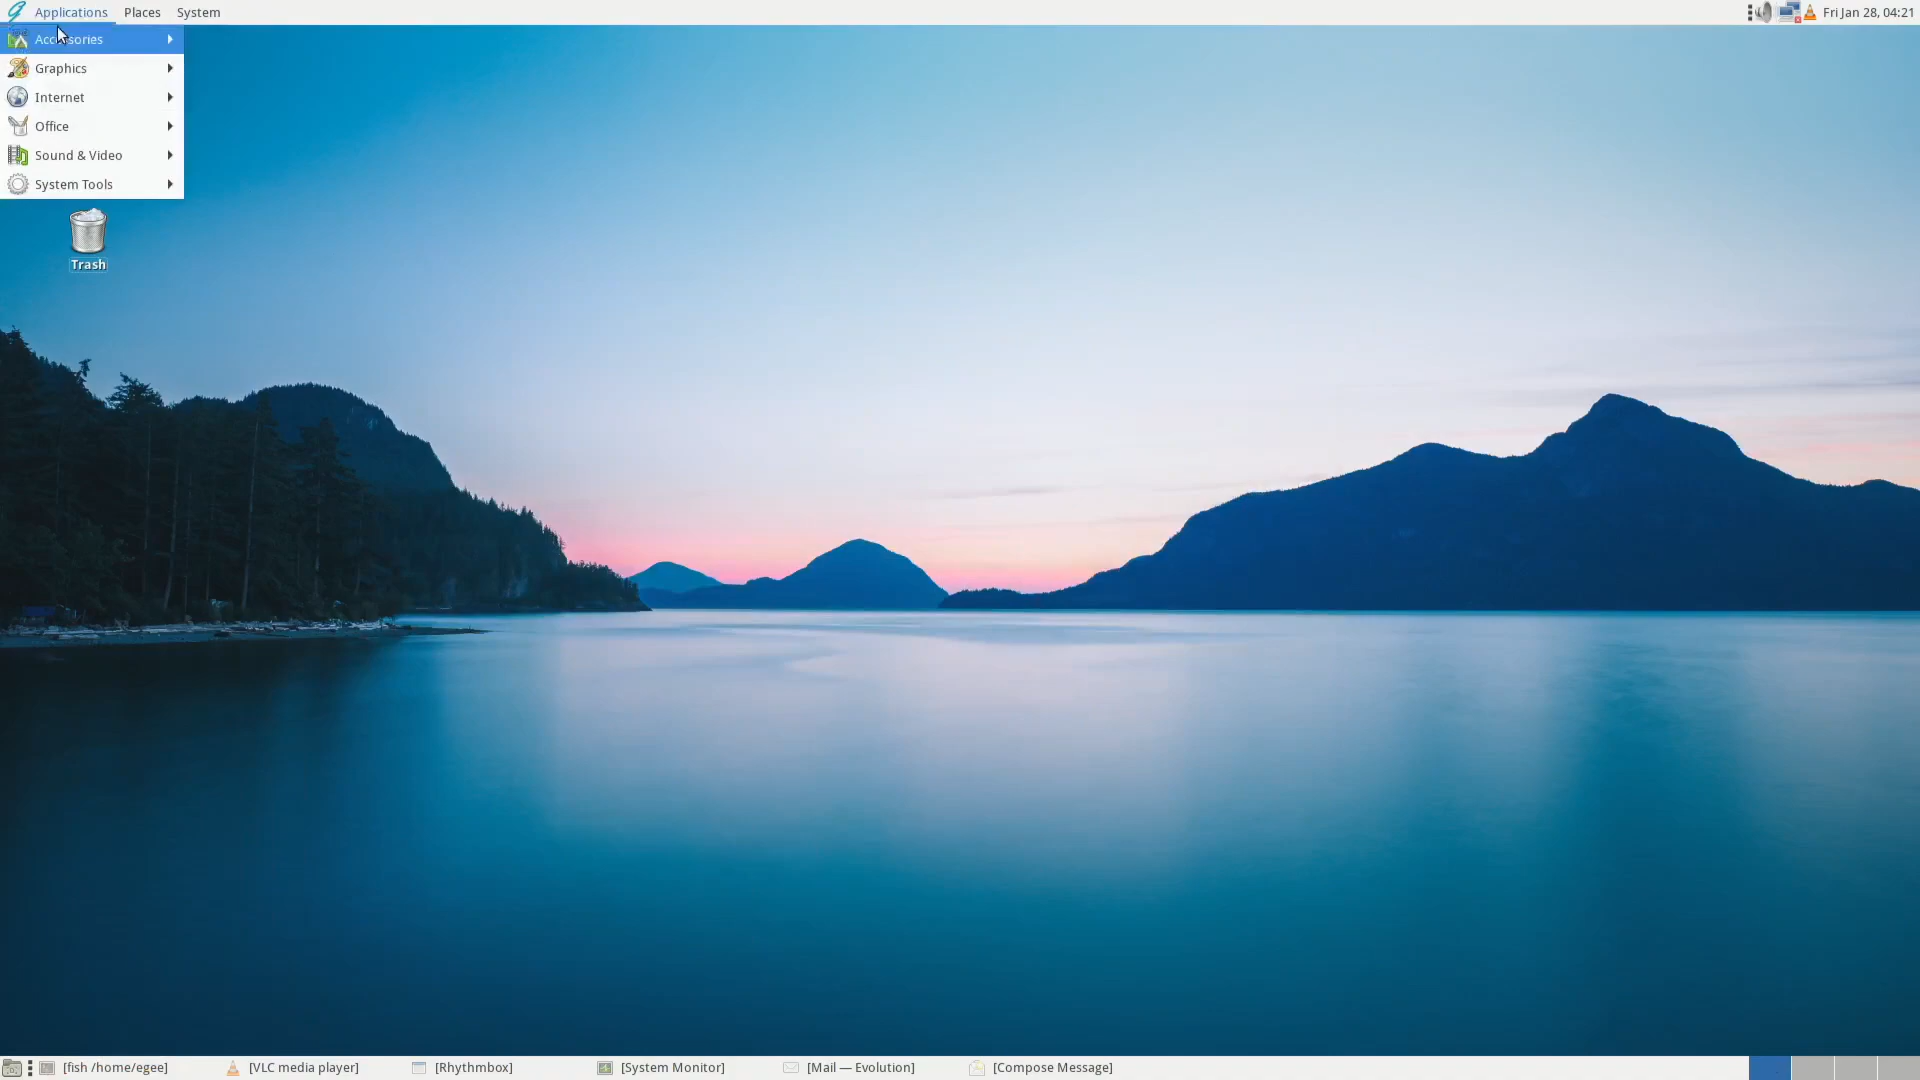 Applications Places System Fri Jan 28, 04:21
Accessories
Graphics
Internet
Office
Sound & Video
System Tools
Trash
[fish /home/egee] [VLC media player] [Rhythmbox] [System Monitor] [Mail — Evolution] [Compose Message]